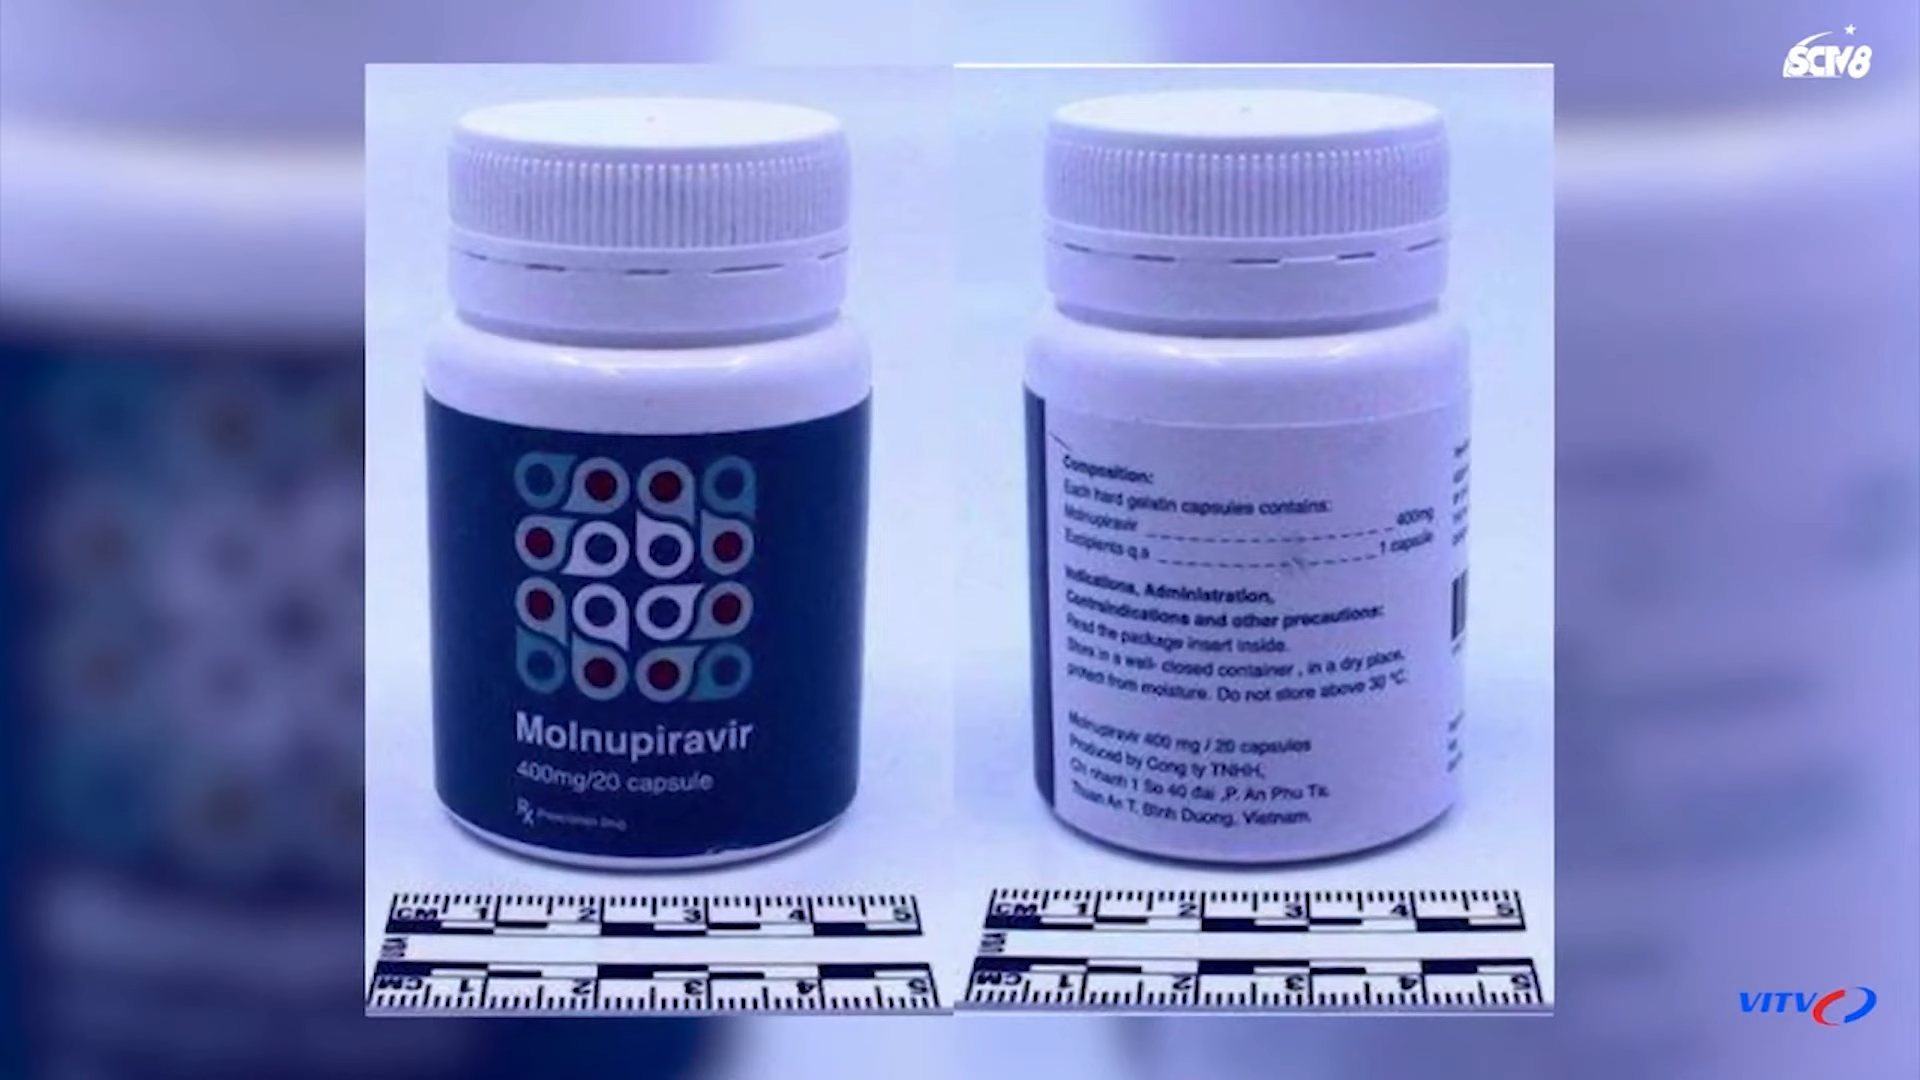 SCTV8
Molnupiravir
400mg/20 capsule
Rx Prescription Drug
CM 1 2 3 4 5
CM 1 2 3 4 5
Composition:
Each hard gelatin capsules contains:
Molnupiravir 400mg
Excipients q.a 1 capsule
Indications, Administration,
Contraindications and other precautions:
Read the package insert inside.
Store in a well- closed container , in a dry place,
protect from moisture. Do not store above 30 °C.
Molnupiravir 400 mg / 20 capsules
Produced by Cong ty TNHH,
Chi nhanh 1 So 40 dai ,P. An Phu Tx.
Thuan An T. Binh Duong, Vietnam.
CM 1 2 3 4 5
CM 1 2 3 4 5
VITV